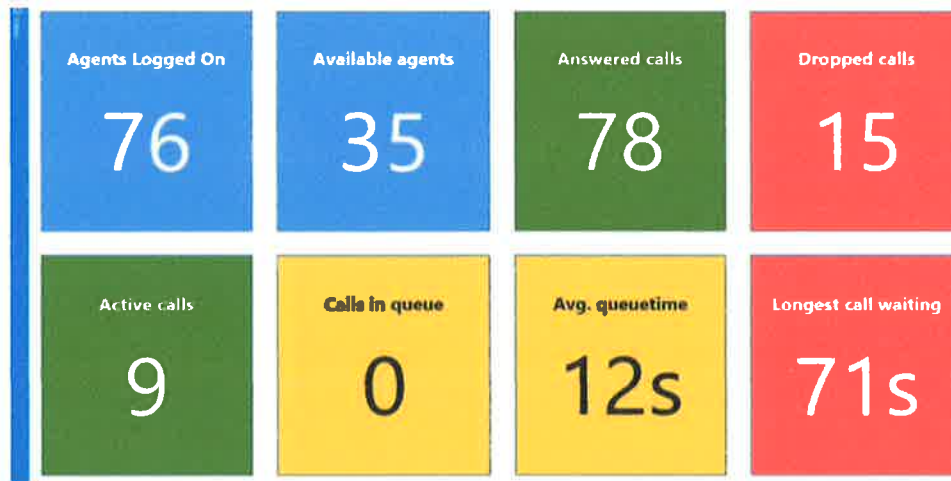 Agents Logged On
76
Available agents
35
Answered calls
78
Dropped calls
15
Active calls
9
Calls in queue
0
Avg. queuetime
12s
Longest call waiting
71s